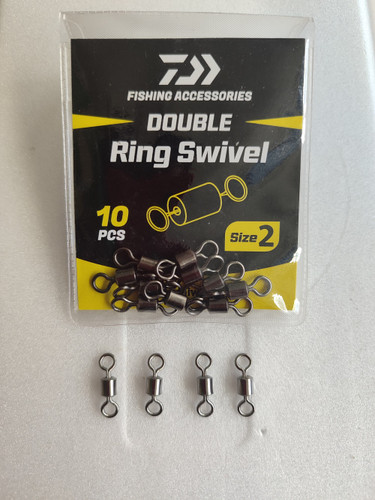 FISHING ACCESSORIES
DOUBLE
Ring Swivel
10
PCS
Size 2